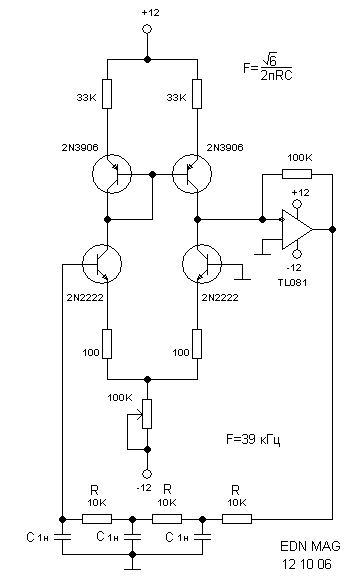 +12
F=√6/2πRC
33K
33K
2N3906
2N3906
100K
+12
-12
TL081
2N2222
2N2222
100
100
100K
F=39 кГц
-12
R
R
R
10K
10K
10K
C 1н
C 1н
C 1н
EDN MAG
12 10 06